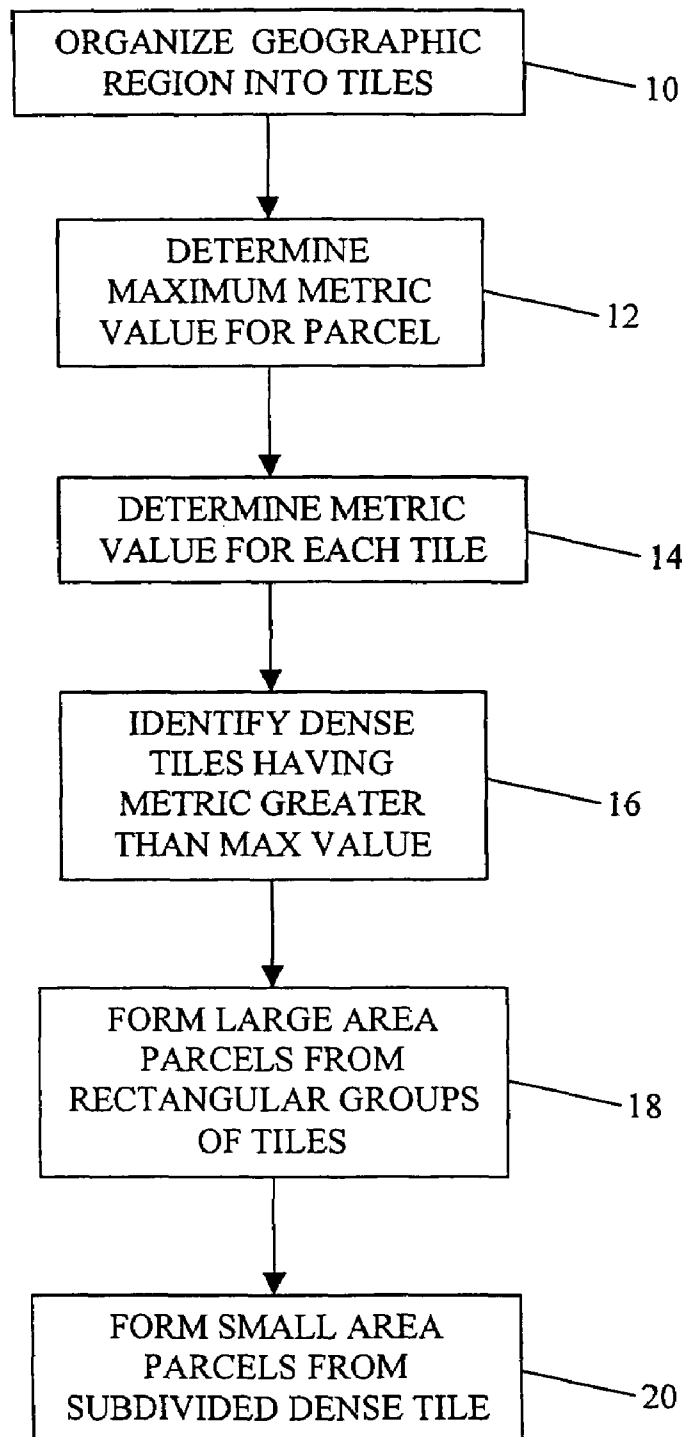 ORGANIZE GEOGRAPHIC
REGION INTO TILES
10
DETERMINE
MAXIMUM METRIC
VALUE FOR PARCEL
12
DETERMINE METRIC
VALUE FOR EACH TILE
14
IDENTIFY DENSE
TILES HAVING
METRIC GREATER
THAN MAX VALUE
16
FORM LARGE AREA
PARCELS FROM
RECTANGULAR GROUPS
OF TILES
18
FORM SMALL AREA
PARCELS FROM
SUBDIVIDED DENSE TILE
20